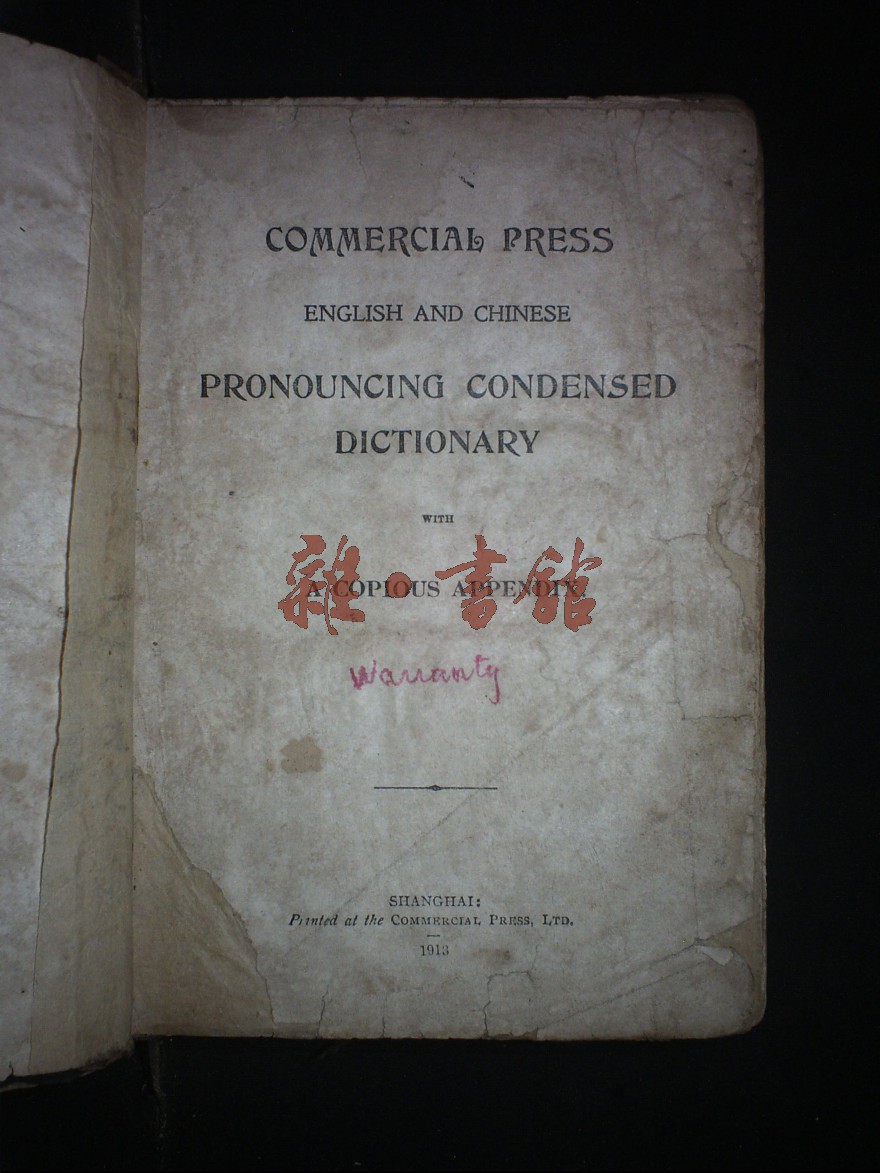 COMMERCIAL PRESS
ENGLISH AND CHINESE
PRONOUNCING CONDENSED
DICTIONARY
WITH
A COPIOUS APPENDIX.
雜·書館
Warranty
SHANGHAI:
Printed at the COMMERCIAL PRESS, LTD.
1913